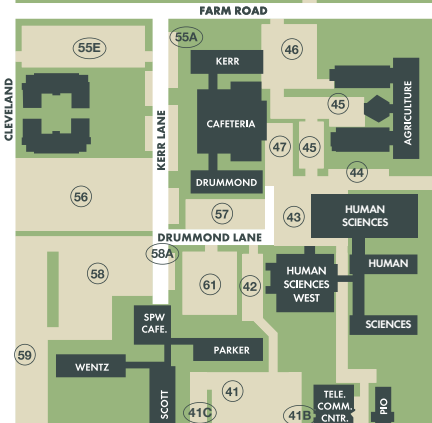 FARM ROAD
55A
55E
46
KERR
CLEVELAND
KERR LANE
45
AGRICULTURE
CAFETERIA
47
45
44
DRUMMOND
56
57
43
HUMAN
SCIENCES
DRUMMOND LANE
58A
HUMAN
58
61
42
HUMAN
SCIENCES
WEST
SPW
CAFE.
SCIENCES
59
PARKER
WENTZ
SCOTT
41
TELE.
COMM.
CNTR.
PIO
41C
41B